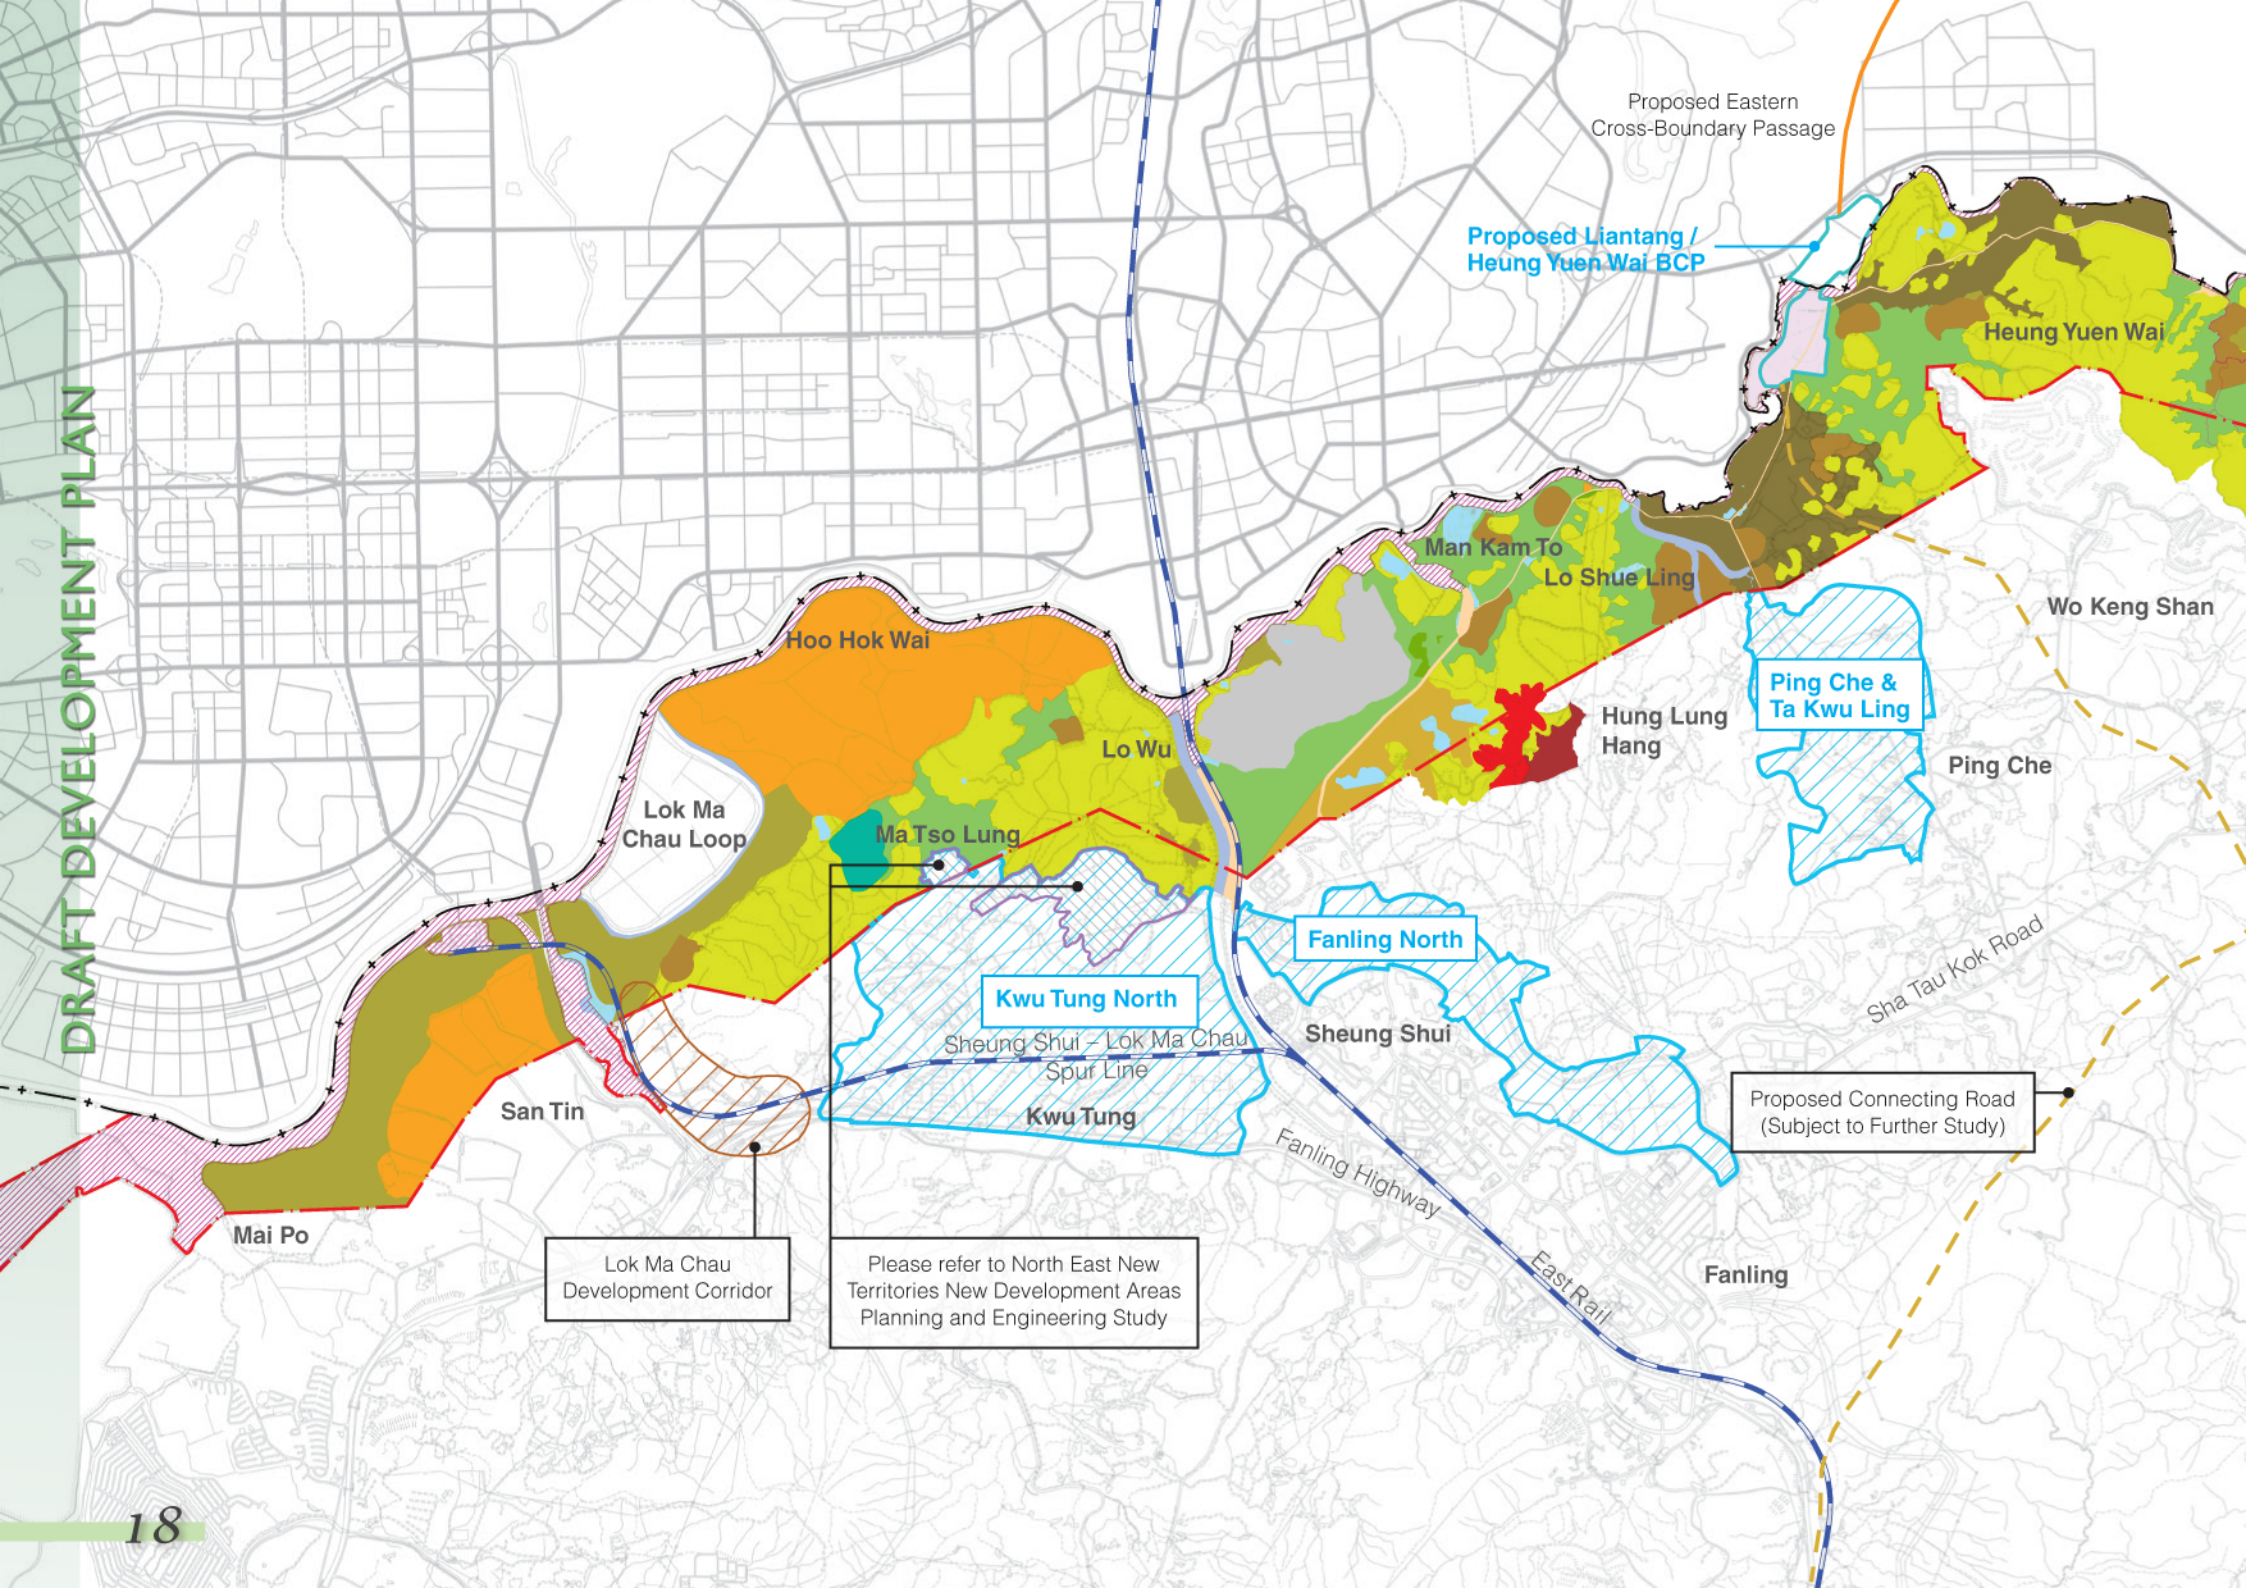 Proposed Eastern
Cross-Boundary Passage
Proposed Liantang /
Heung Yuen Wai BCP
Heung Yuen Wai
DRAFT DEVELOPMENT PLAN
Man Kam To
Lo Shue Ling
Wo Keng Shan
Hoo Hok Wai
Ping Che &
Ta Kwu Ling
Hung Lung
Hang
Lo Wu
Ping Che
Lok Ma
Chau Loop
Ma Tso Lung
Fanling North
Sha Tau Kok Road
Kwu Tung North
Sheung Shui
Sheung Shui – Lok Ma Chau
Spur Line
San Tin
Kwu Tung
Proposed Connecting Road
(Subject to Further Study)
Fanling Highway
Mai Po
Lok Ma Chau
Development Corridor
Please refer to North East New
Territories New Development Areas
Planning and Engineering Study
East Rail
Fanling
18